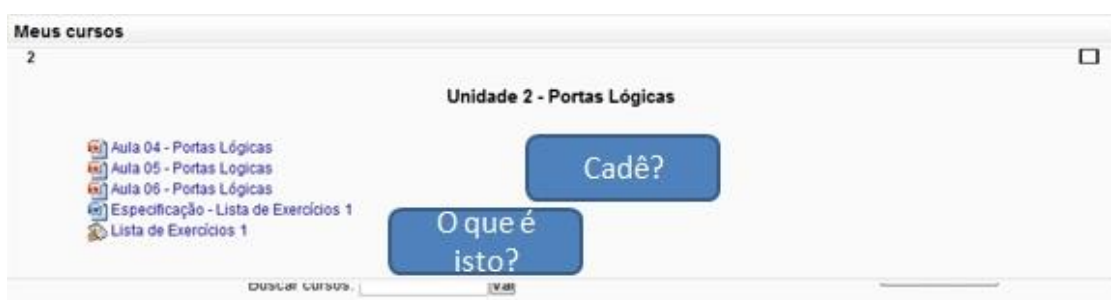 Meus cursos
2
Unidade 2 - Portas Lógicas
Aula 04 - Portas Lógicas
Aula 05 - Portas Logicas
Aula 06 - Portas Lógicas
Especificação - Lista de Exercícios 1
Lista de Exercícios 1
Cadê?
O que é
isto?
Buscar cursos:
Vai